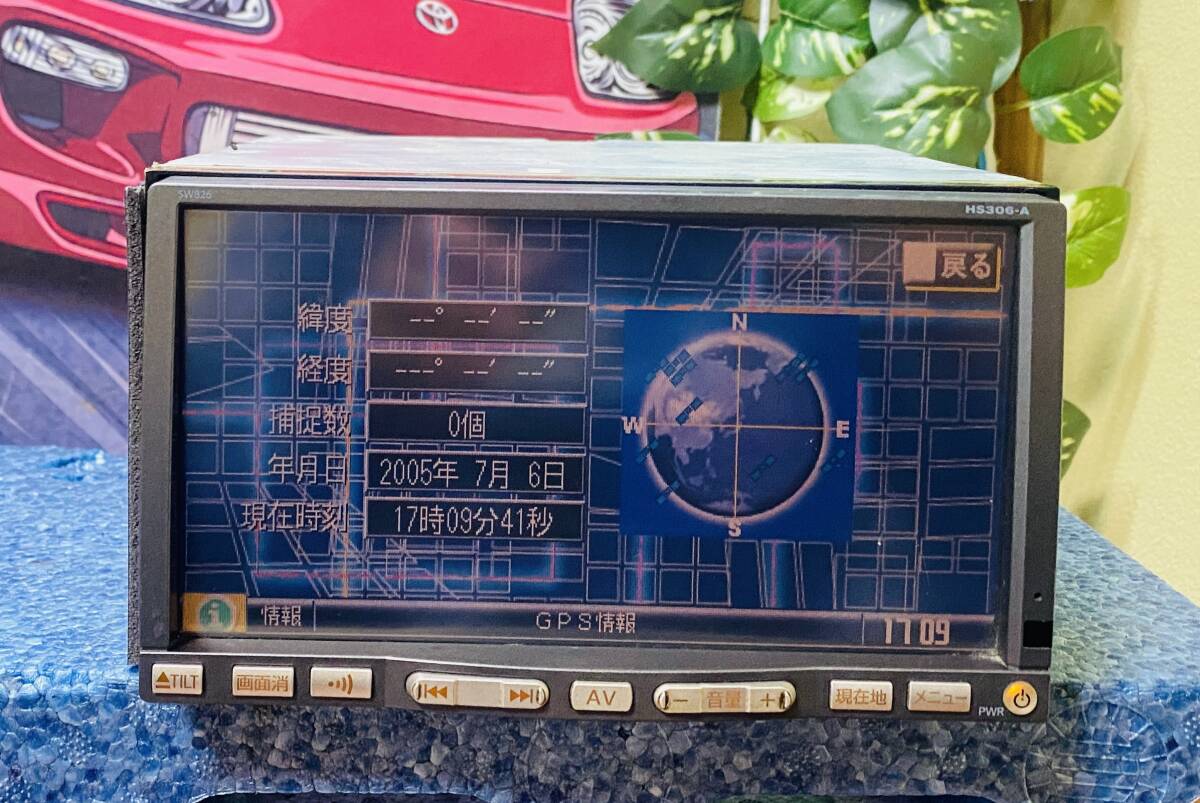 SW826
HS306-A
戻る
緯度 --° --′ --″
経度 ---° --′ --″
捕捉数 0個
年月日 2005年 7月 6日
現在時刻 17時09分41秒
N
W
E
S
i 情報 GPS情報 17 09
▲TILT 画面消 AV － 音量 ＋ 現在地 メニュー PWR